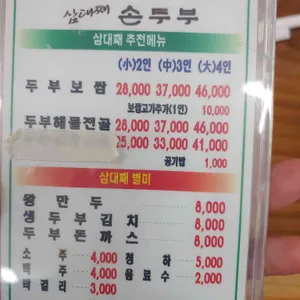 삼대째 손두부
삼대째 추천메뉴
(小)2인 (中)3인 (大)4인
두부보쌈 28,000 37,000 46,000
보쌈고기추가(1인) 10,000
두부해물전골 28,000 37,000 46,000
25,000 33,000 41,000
공기밥 1,000
삼대째 별미
왕만두 8,000
생두부김치 8,000
두부돈까스 8,000
소주 4,000 청하 5,000
백주 4,000 음료수 2,000
막걸리 3,000